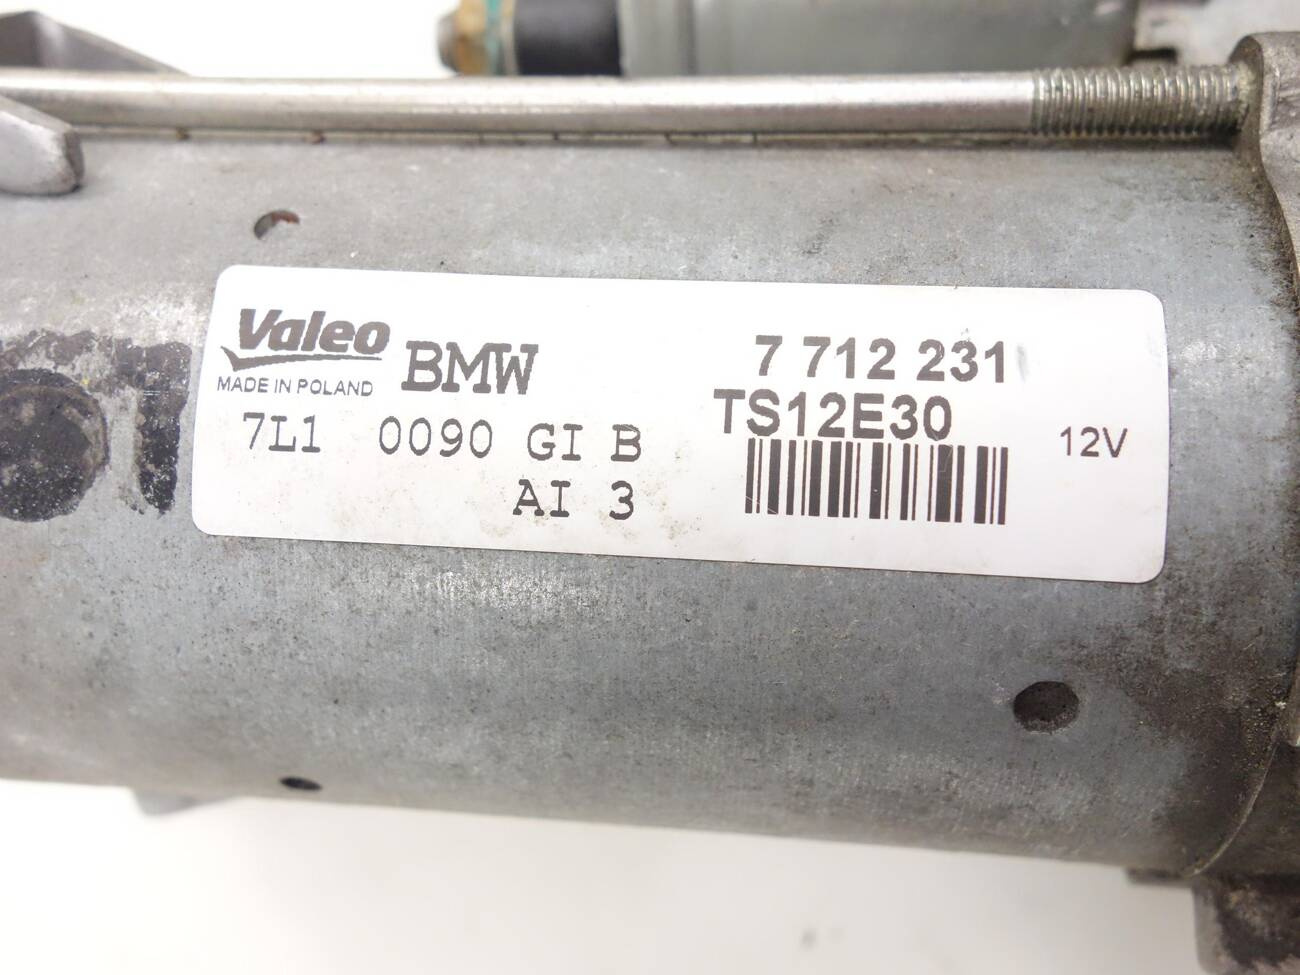 Valeo BMW 7 712 231
MADE IN POLAND TS12E30
7L1 0090 GI B 12V
AI 3